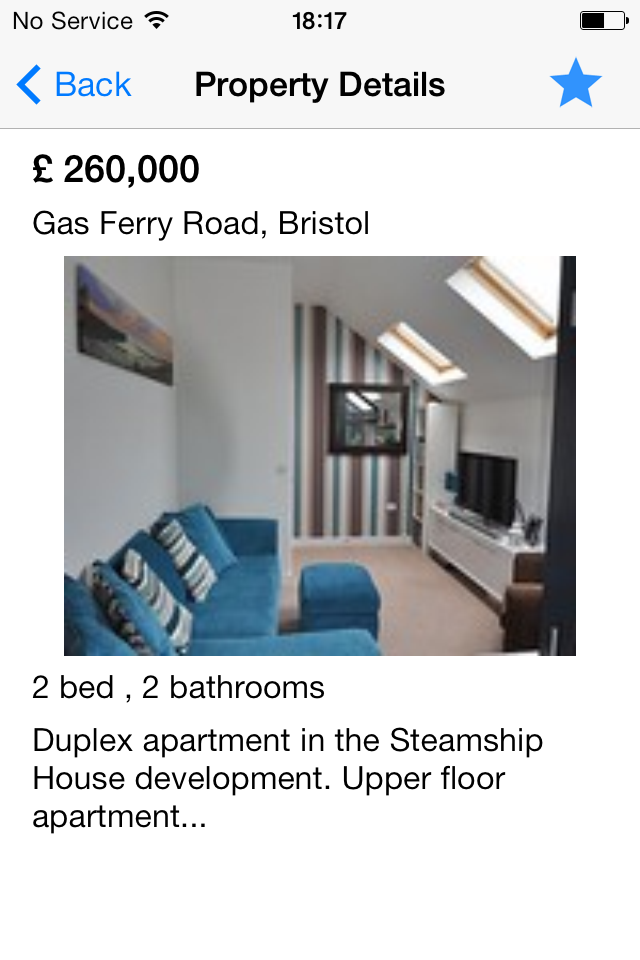 No Service 18:17
Back Property Details
£ 260,000
Gas Ferry Road, Bristol
2 bed , 2 bathrooms
Duplex apartment in the Steamship
House development. Upper floor
apartment...